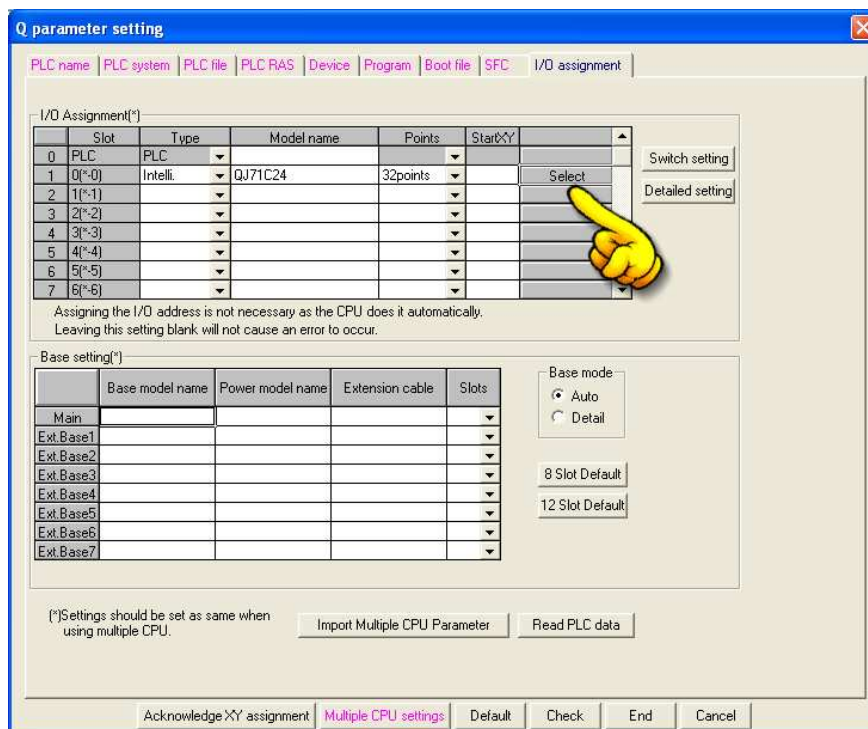 Q parameter setting
PLC name PLC system PLC file PLC RAS Device Program Boot file SFC I/O assignment
I/O Assignment(*)
Slot Type Model name Points StartXY
0 PLC PLC
1 0(*-0) Intelli. QJ71C24 32points Select
2 1(*-1)
3 2(*-2)
4 3(*-3)
5 4(*-4)
6 5(*-5)
7 6(*-6)
Switch setting
Detailed setting
Assigning the I/O address is not necessary as the CPU does it automatically.
Leaving this setting blank will not cause an error to occur.
Base setting(*)
Base model name Power model name Extension cable Slots
Main
Ext.Base1
Ext.Base2
Ext.Base3
Ext.Base4
Ext.Base5
Ext.Base6
Ext.Base7
Base mode
Auto
Detail
8 Slot Default
12 Slot Default
(*)Settings should be set as same when
using multiple CPU.
Import Multiple CPU Parameter Read PLC data
Acknowledge XY assignment Multiple CPU settings Default Check End Cancel